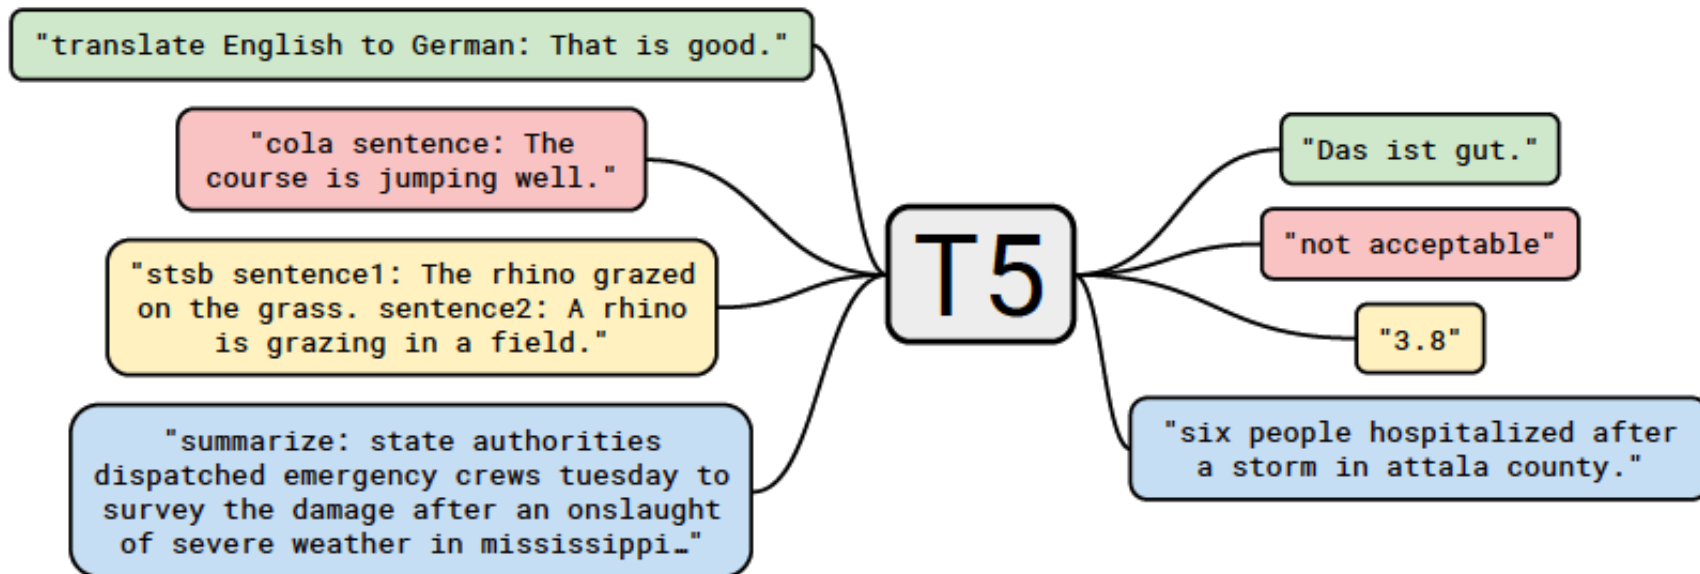 "translate English to German: That is good."
"cola sentence: The
course is jumping well."
"stsb sentence1: The rhino grazed
on the grass. sentence2: A rhino
is grazing in a field."
"summarize: state authorities
dispatched emergency crews tuesday to
survey the damage after an onslaught
of severe weather in mississippi…"
T5
"Das ist gut."
"not acceptable"
"3.8"
"six people hospitalized after
a storm in attala county."